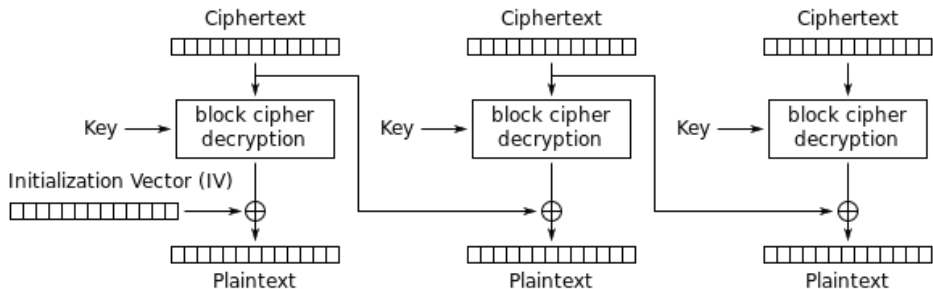 Ciphertext
Ciphertext
Ciphertext
Key
block cipher
decryption
Key
block cipher
decryption
Key
block cipher
decryption
Initialization Vector (IV)
Plaintext
Plaintext
Plaintext